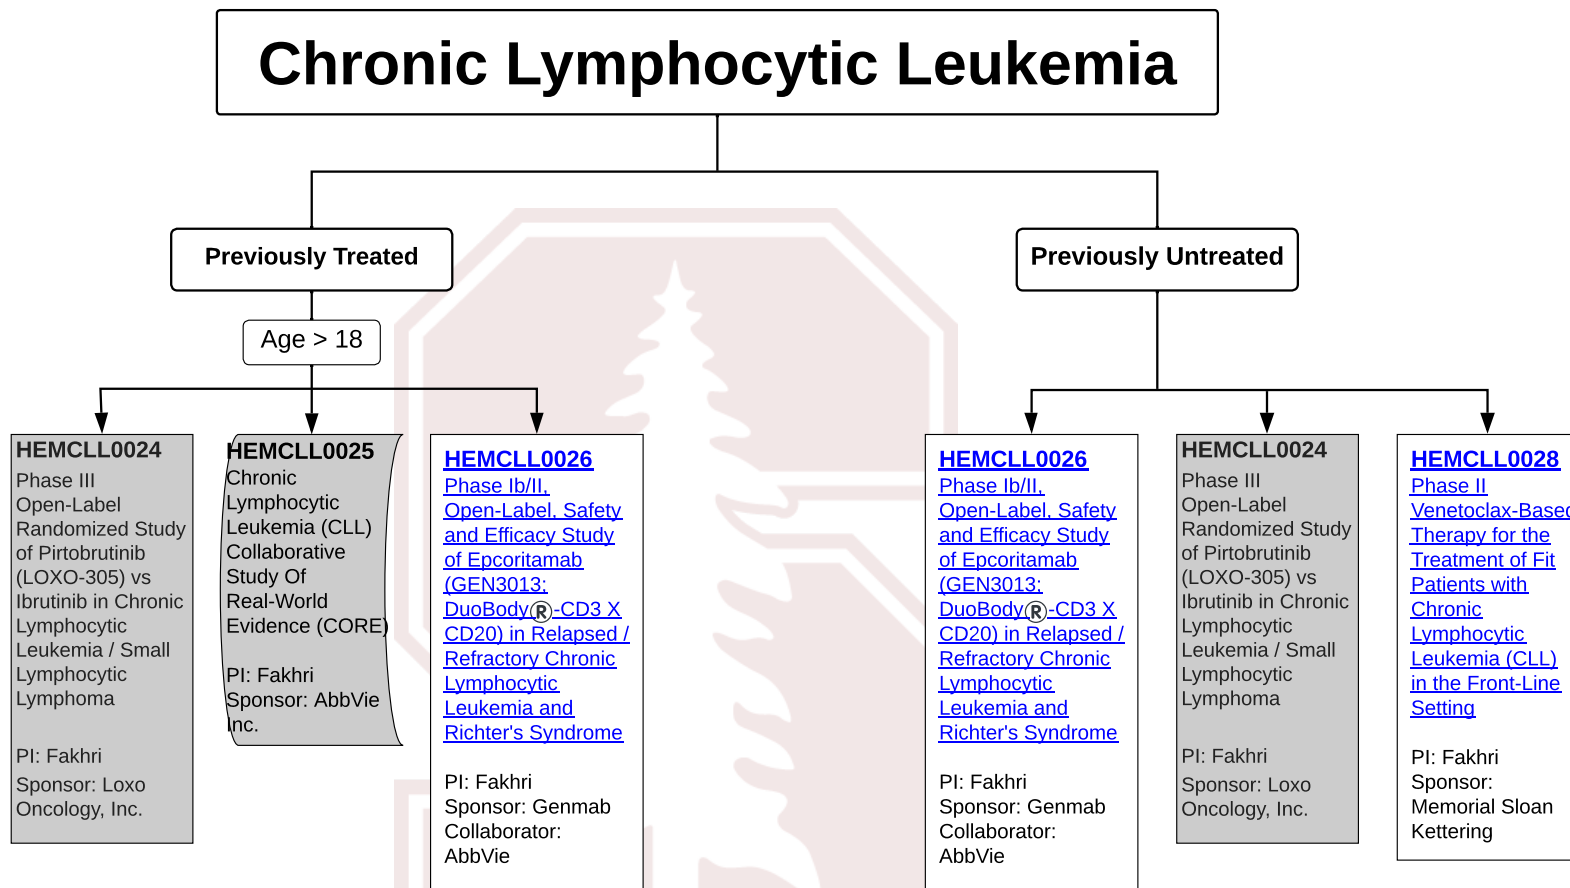 Chronic Lymphocytic Leukemia
Previously Treated
Age > 18
HEMCLL0024
Phase III
Open-Label
Randomized Study
of Pirtobrutinib
(LOXO-305) vs
Ibrutinib in Chronic
Lymphocytic
Leukemia / Small
Lymphocytic
Lymphoma
PI: Fakhri
Sponsor: Loxo
Oncology, Inc.
HEMCLL0025
Chronic
Lymphocytic
Leukemia (CLL)
Collaborative
Study Of
Real-World
Evidence (CORE)
PI: Fakhri
Sponsor: AbbVie
Inc.
HEMCLL0026
Phase Ib/II,
Open-Label, Safety
and Efficacy Study
of Epcoritamab
(GEN3013;
DuoBody®-CD3 X
CD20) in Relapsed /
Refractory Chronic
Lymphocytic
Leukemia and
Richter's Syndrome
PI: Fakhri
Sponsor: Genmab
Collaborator:
AbbVie
Previously Untreated
HEMCLL0026
Phase Ib/II,
Open-Label, Safety
and Efficacy Study
of Epcoritamab
(GEN3013;
DuoBody®-CD3 X
CD20) in Relapsed /
Refractory Chronic
Lymphocytic
Leukemia and
Richter's Syndrome
PI: Fakhri
Sponsor: Genmab
Collaborator:
AbbVie
HEMCLL0024
Phase III
Open-Label
Randomized Study
of Pirtobrutinib
(LOXO-305) vs
Ibrutinib in Chronic
Lymphocytic
Leukemia / Small
Lymphocytic
Lymphoma
PI: Fakhri
Sponsor: Loxo
Oncology, Inc.
HEMCLL0028
Phase II
Venetoclax-Based
Therapy for the
Treatment of Fit
Patients with
Chronic
Lymphocytic
Leukemia (CLL)
in the Front-Line
Setting
PI: Fakhri
Sponsor:
Memorial Sloan
Kettering